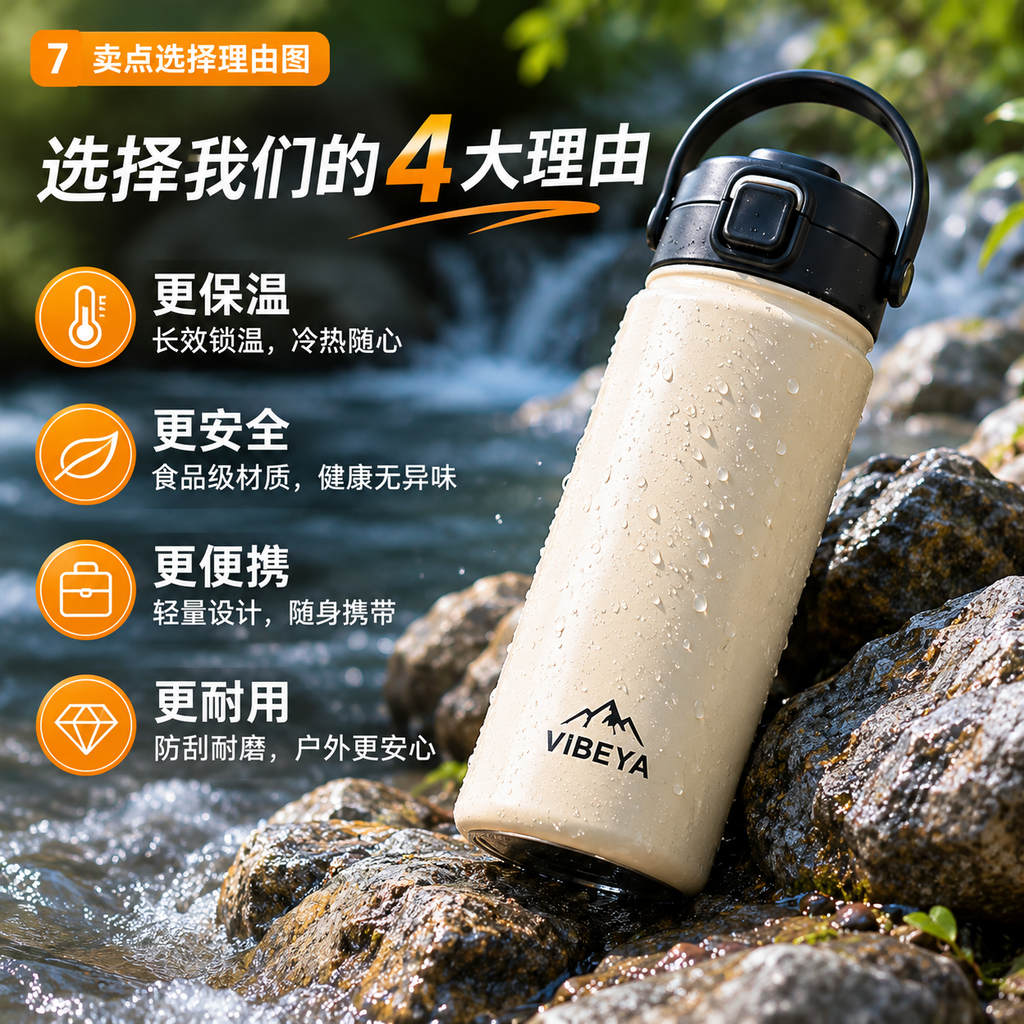 7 卖点选择理由图
选择我们的4大理由
更保温
长效锁温，冷热随心
更安全
食品级材质，健康无异味
更便携
轻量设计，随身携带
更耐用
防刮耐磨，户外更安心
ViBEYA